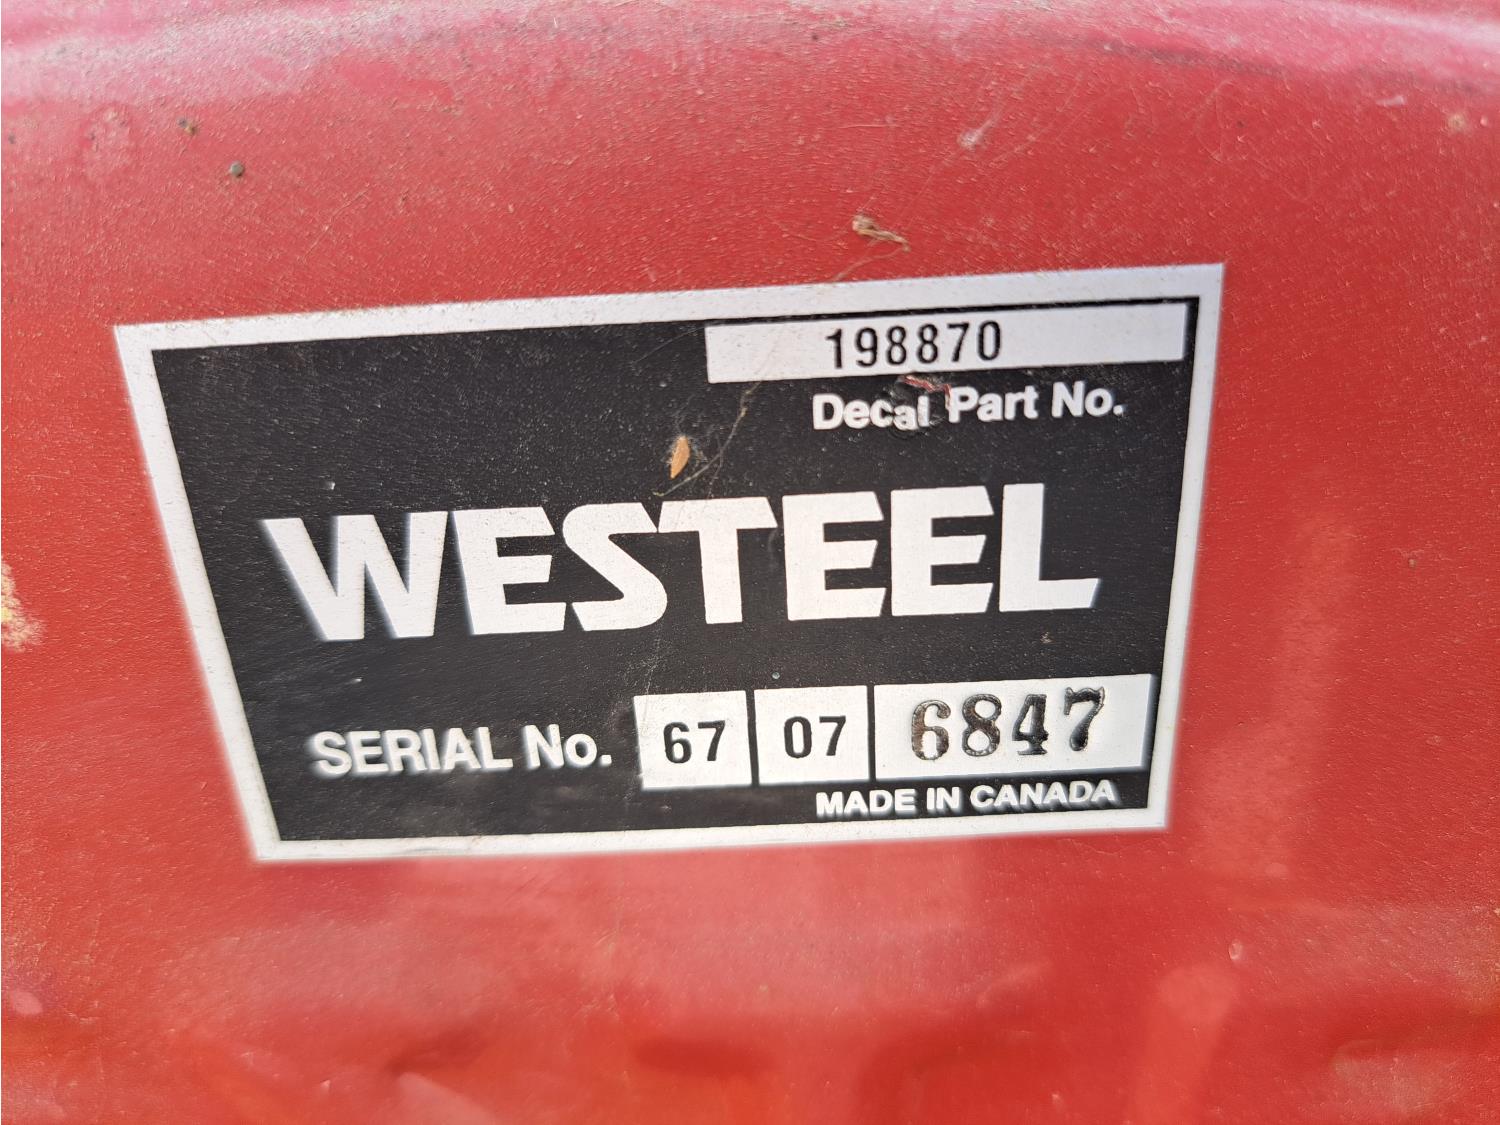 198870
Decal Part No.
WESTEEL
SERIAL No. 67 07 6847
MADE IN CANADA